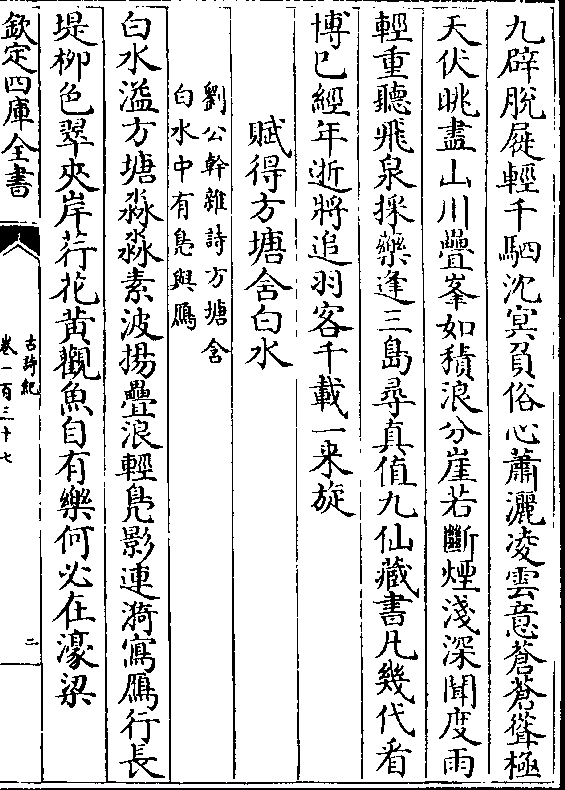 九辟脫屣輕千駟沈冥負俗心蕭灑凌雲意蒼蒼聳極
天伏眺盡山川疊峯如積浪分崖若斷煙淺深聞度雨
輕重聽飛泉採藥逢三島尋真值九仙藏書凡幾代看
博已經年逝將追羽客千載一来旋
賦得方塘含白水
劉公幹雜詩方塘含
白水中有鳧與鴈
白水溢方塘淼淼素波揚疊浪輕鳧影連漪寫鴈行長
堤栁色翠夾岸荇花黃觀魚自有樂何必在濠梁
欽定四庫全書
古詩紀
卷一百三十七
二